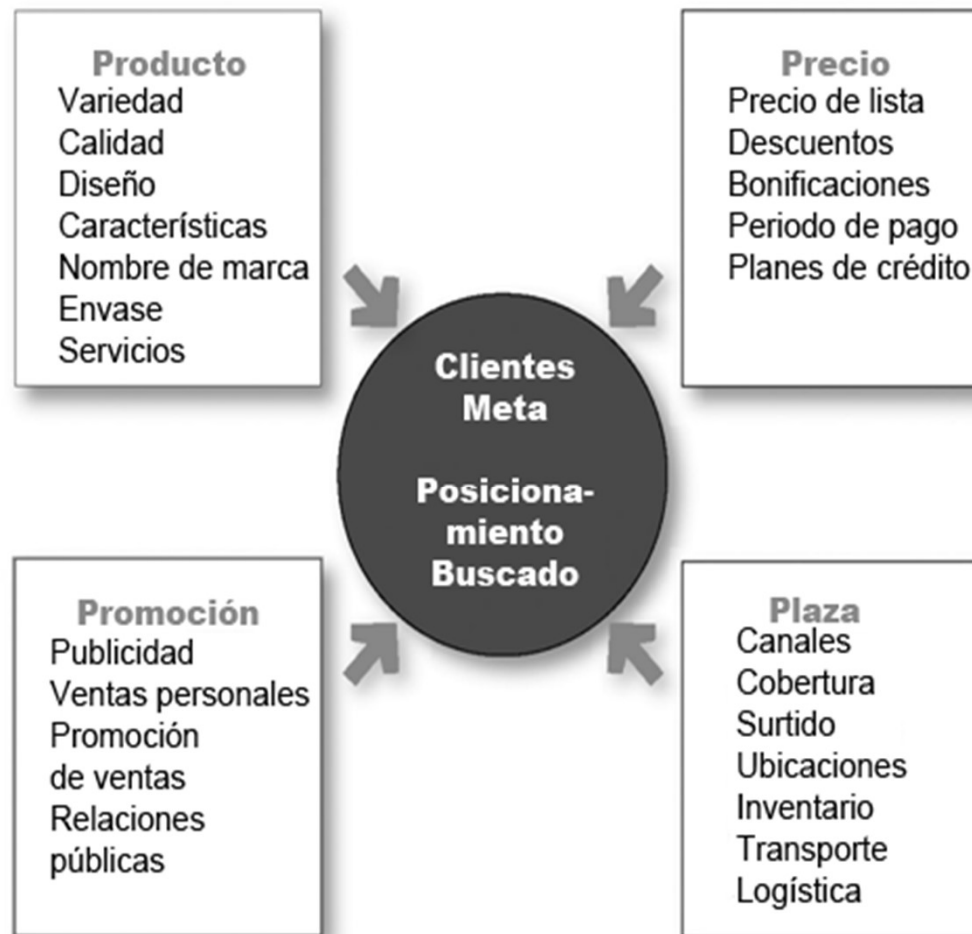 Producto
Variedad
Calidad
Diseño
Características
Nombre de marca
Envase
Servicios
Precio
Precio de lista
Descuentos
Bonificaciones
Periodo de pago
Planes de crédito
Clientes
Meta
Posiciona-
miento
Buscado
Promoción
Publicidad
Ventas personales
Promoción
de ventas
Relaciones
públicas
Plaza
Canales
Cobertura
Surtido
Ubicaciones
Inventario
Transporte
Logística